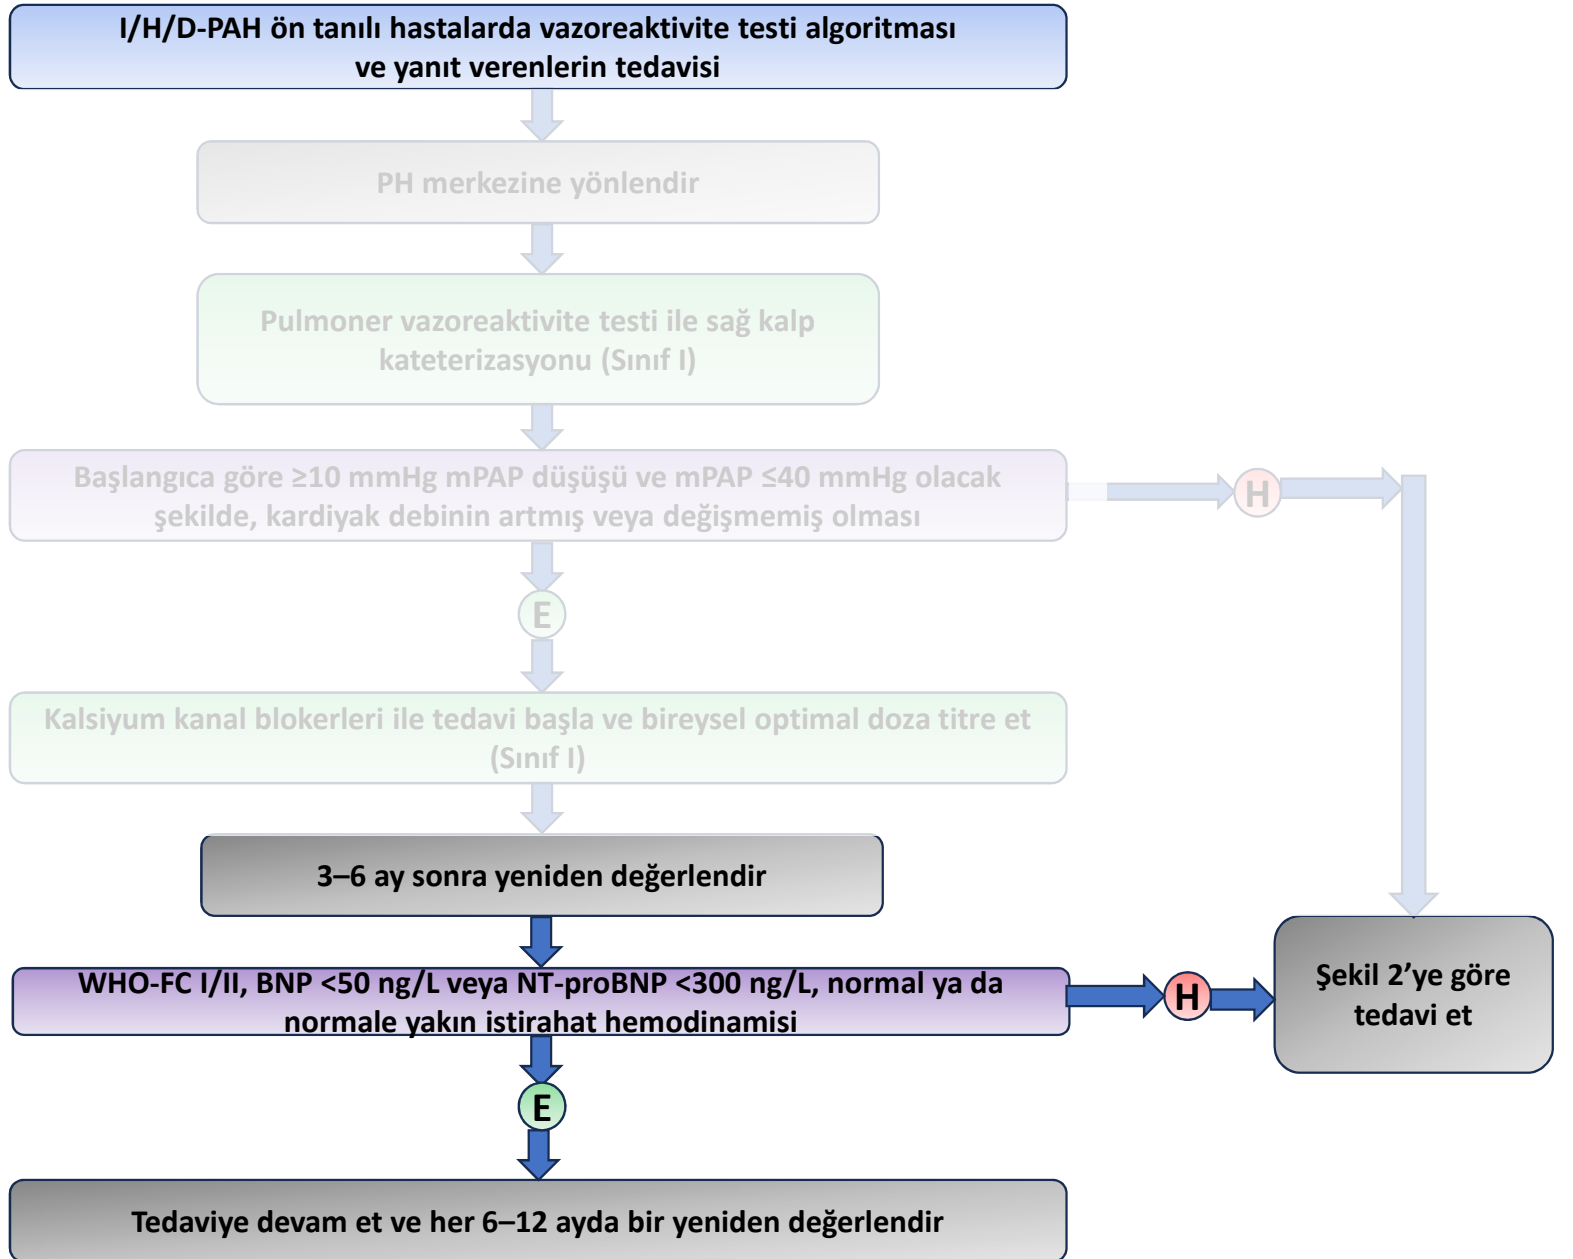 I/H/D-PAH ön tanılı hastalarda vazoreaktivite testi algoritması
ve yanıt verenlerin tedavisi
PH merkezine yönlendir
Pulmoner vazoreaktivite testi ile sağ kalp
kateterizasyonu (Sınıf I)
Başlangıca göre ≥10 mmHg mPAP düşüşü ve mPAP ≤40 mmHg olacak
şekilde, kardiyak debinin artmış veya değişmemiş olması
H
E
Kalsiyum kanal blokerleri ile tedavi başla ve bireysel optimal doza titre et
(Sınıf I)
3–6 ay sonra yeniden değerlendir
WHO-FC I/II, BNP <50 ng/L veya NT-proBNP <300 ng/L, normal ya da
normale yakın istirahat hemodinamisi
H
Şekil 2’ye göre
tedavi et
E
Tedaviye devam et ve her 6–12 ayda bir yeniden değerlendir